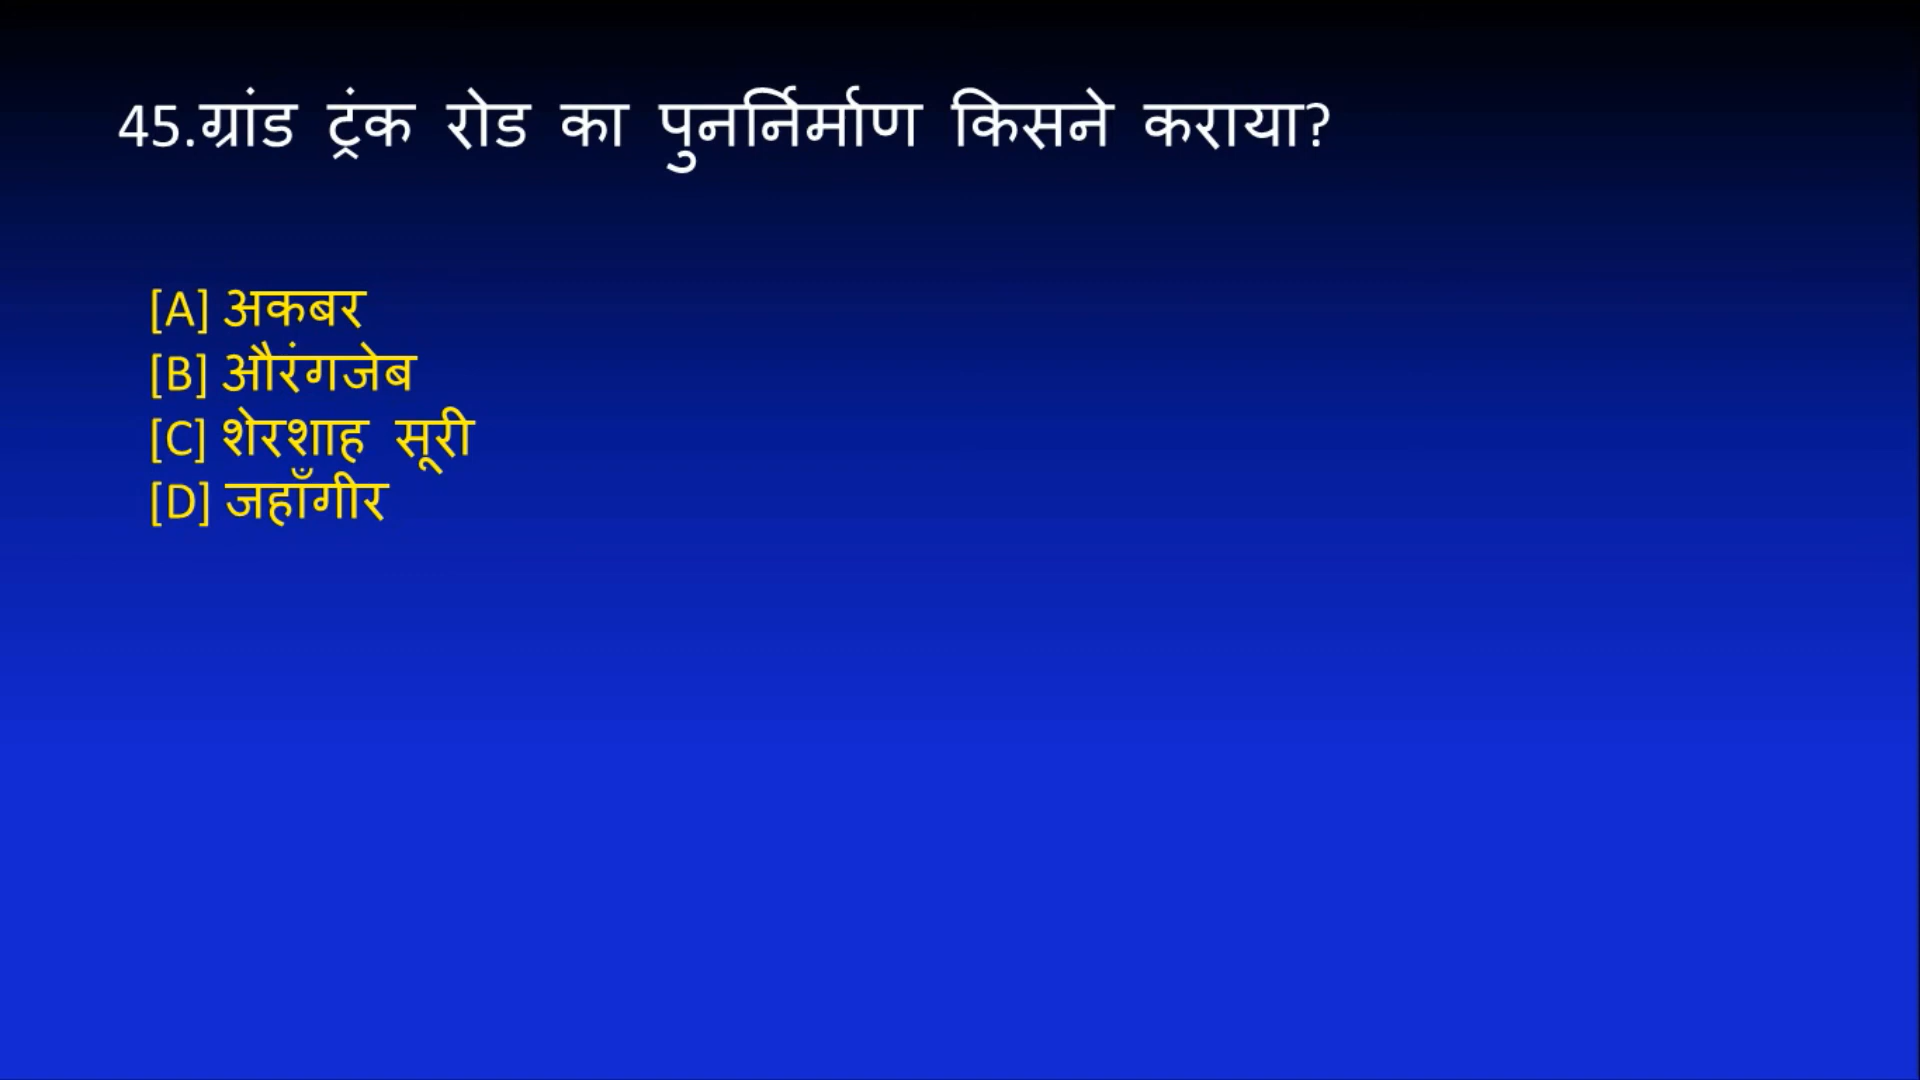 45.ग्रांड ट्रंक रोड का पुनर्निर्माण किसने कराया?
[A] अकबर
[B] औरंगजेब
[C] शेरशाह सूरी
[D] जहाँगीर